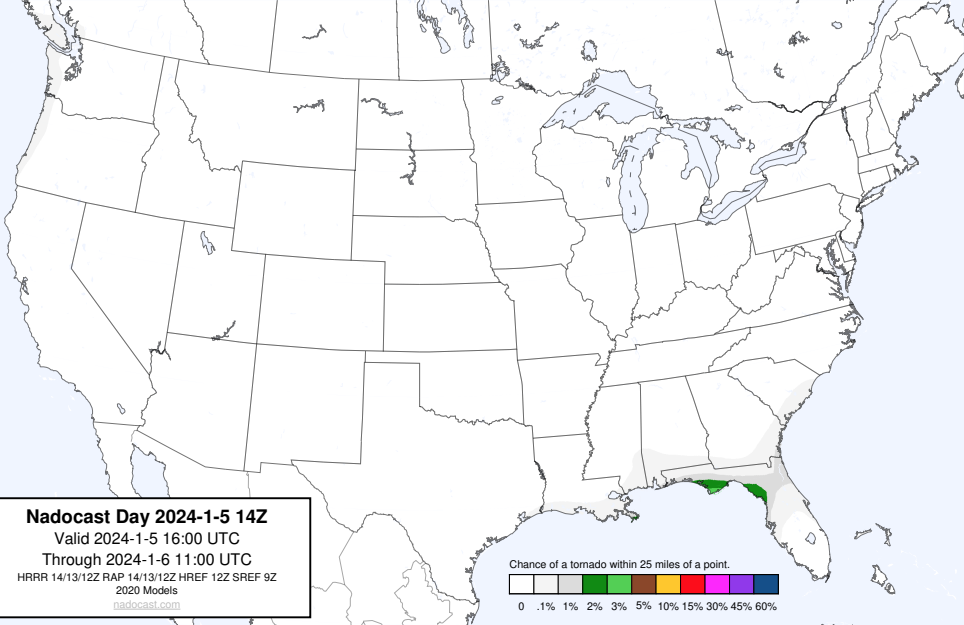 Nadocast Day 2024-1-5 14Z
Valid 2024-1-5 16:00 UTC
Through 2024-1-6 11:00 UTC
HRRR 14/13/12Z RAP 14/13/12Z HREF 12Z SREF 9Z
2020 Models
nadocast.com
Chance of a tornado within 25 miles of a point.
0 .1% 1% 2% 3% 5% 10% 15% 30% 45% 60%